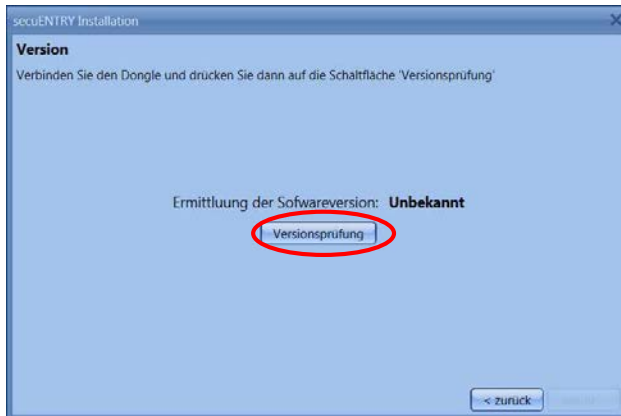 secuENTRY Installation
Version
Verbinden Sie den Dongle und drücken Sie dann auf die Schaltfläche 'Versionsprüfung'
Ermittluung der Sofwareversion: Unbekannt
Versionsprüfung
< zurück